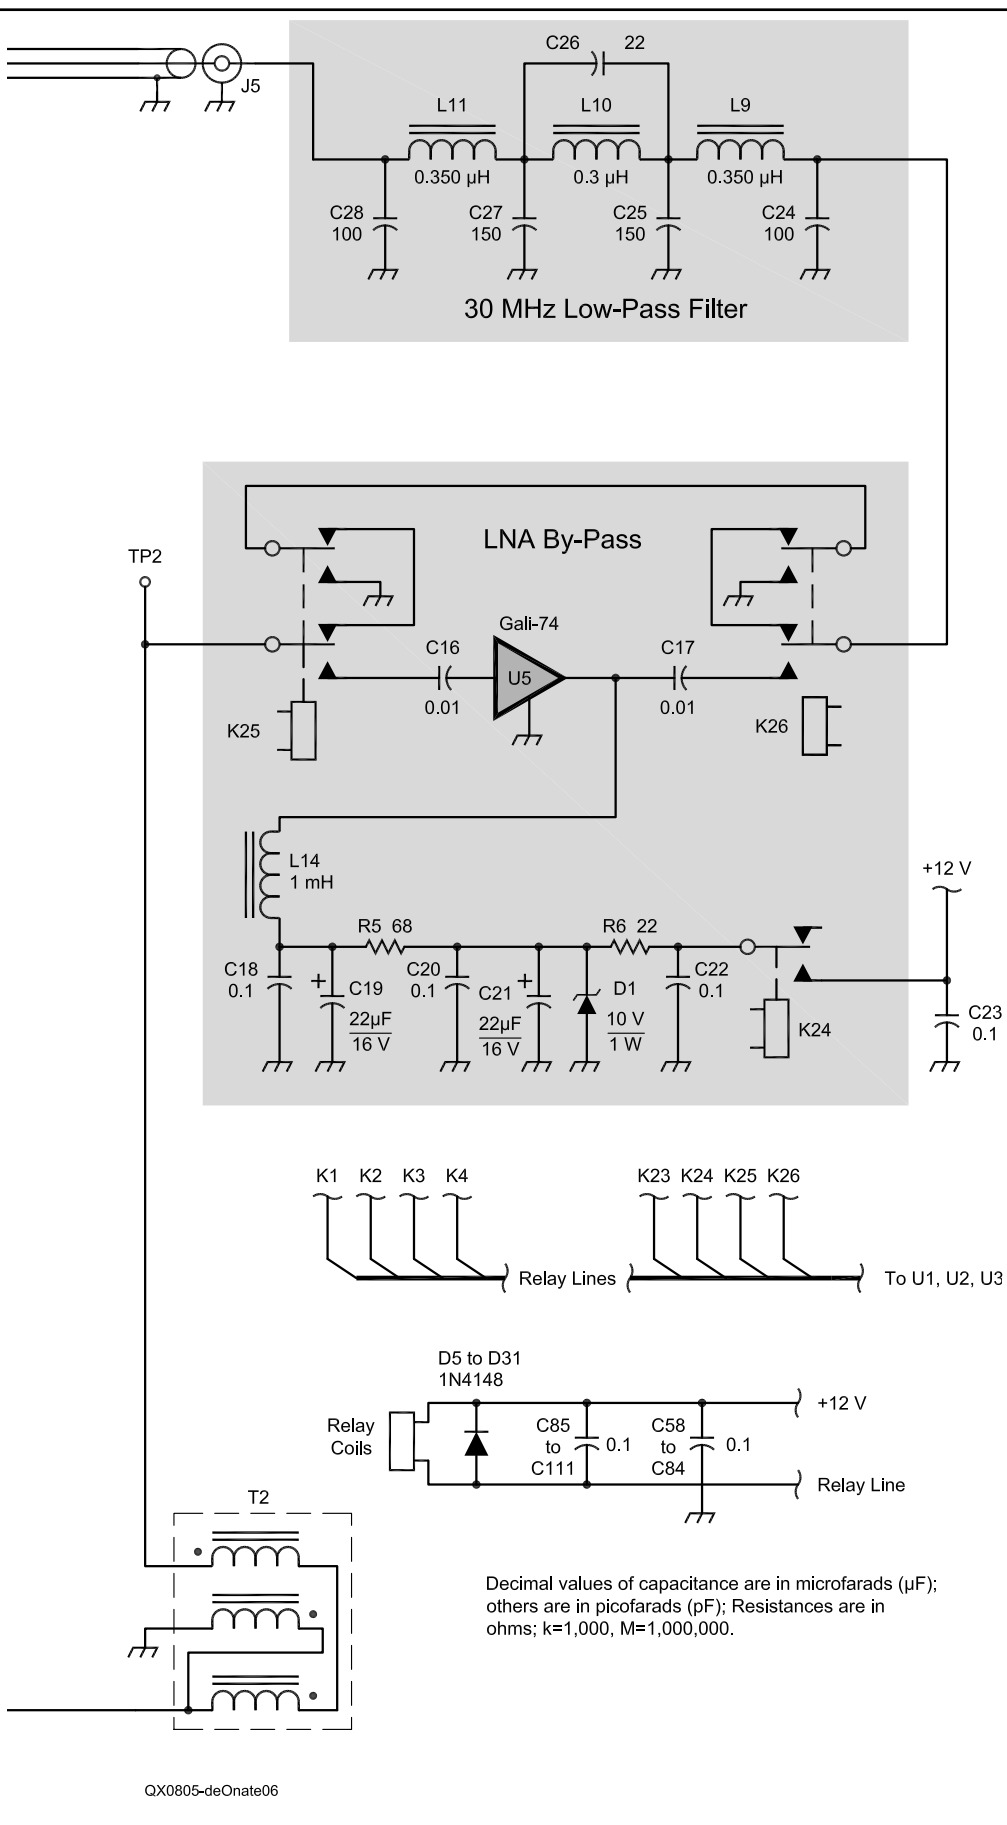 C26 22
J5
L11 L10 L9
0.350 µH 0.3 µH 0.350 µH
C28 C27 C25 C24
100 150 150 100
30 MHz Low-Pass Filter
LNA By-Pass
TP2
Gali-74
C16 C17
U5
0.01 0.01
K25 K26
L14
1 mH
+12 V
R5 68 R6 22
C18
0.1
+ C19
22µF
16 V
C20
0.1
+
C21
22µF
16 V
D1
10 V
1 W
C22
0.1
K24
C23
0.1
K1 K2 K3 K4 K23 K24 K25 K26
Relay Lines To U1, U2, U3
D5 to D31
1N4148
+12 V
Relay
Coils
C85
to
C111
0.1
C58
to
C84
0.1
Relay Line
T2
Decimal values of capacitance are in microfarads (µF);
others are in picofarads (pF); Resistances are in
ohms; k=1,000, M=1,000,000.
QX0805-deOnate06